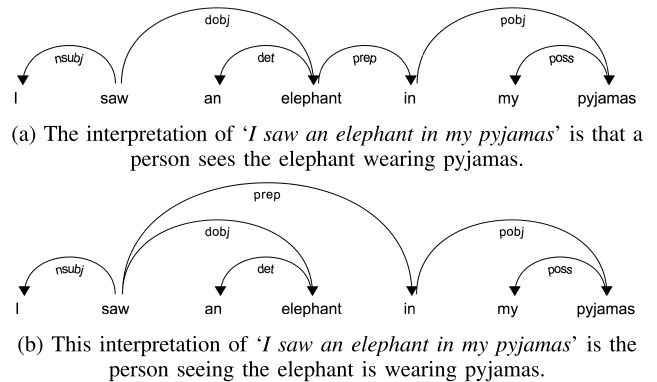 dobj pobj
nsubj det prep poss
I saw an elephant in my pyjamas
(a) The interpretation of ‘I saw an elephant in my pyjamas’ is that a
person sees the elephant wearing pyjamas.
prep
dobj pobj
nsubj det poss
I saw an elephant in my pyjamas
(b) This interpretation of ‘I saw an elephant in my pyjamas’ is the
person seeing the elephant is wearing pyjamas.